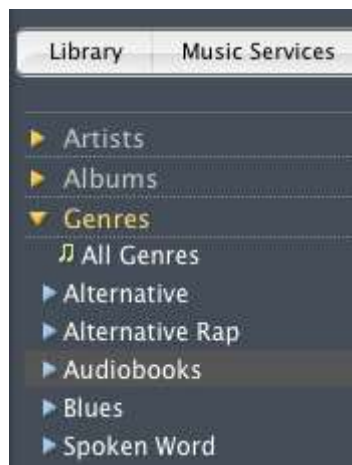 Library Music Services
Artists
Albums
Genres
All Genres
Alternative
Alternative Rap
Audiobooks
Blues
Spoken Word